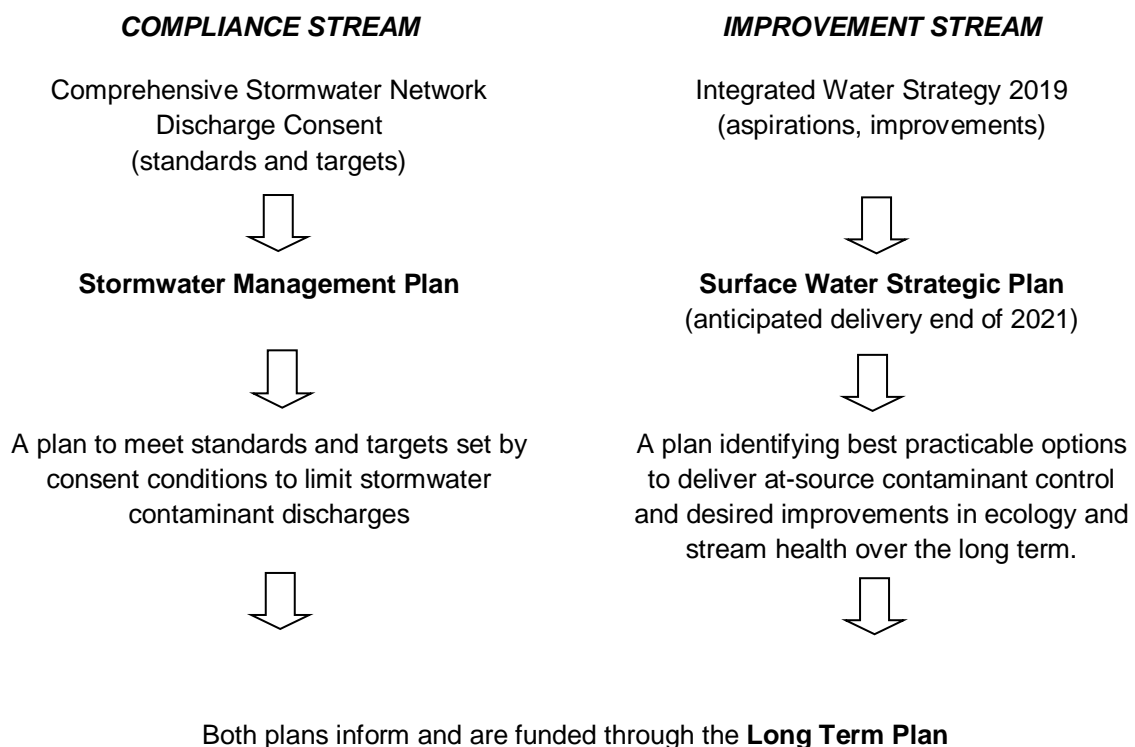 COMPLIANCE STREAM
Comprehensive Stormwater Network
Discharge Consent
(standards and targets)
Stormwater Management Plan
A plan to meet standards and targets set by
consent conditions to limit stormwater
contaminant discharges
IMPROVEMENT STREAM
Integrated Water Strategy 2019
(aspirations, improvements)
Surface Water Strategic Plan
(anticipated delivery end of 2021)
A plan identifying best practicable options
to deliver at-source contaminant control
and desired improvements in ecology and
stream health over the long term.
Both plans inform and are funded through the Long Term Plan